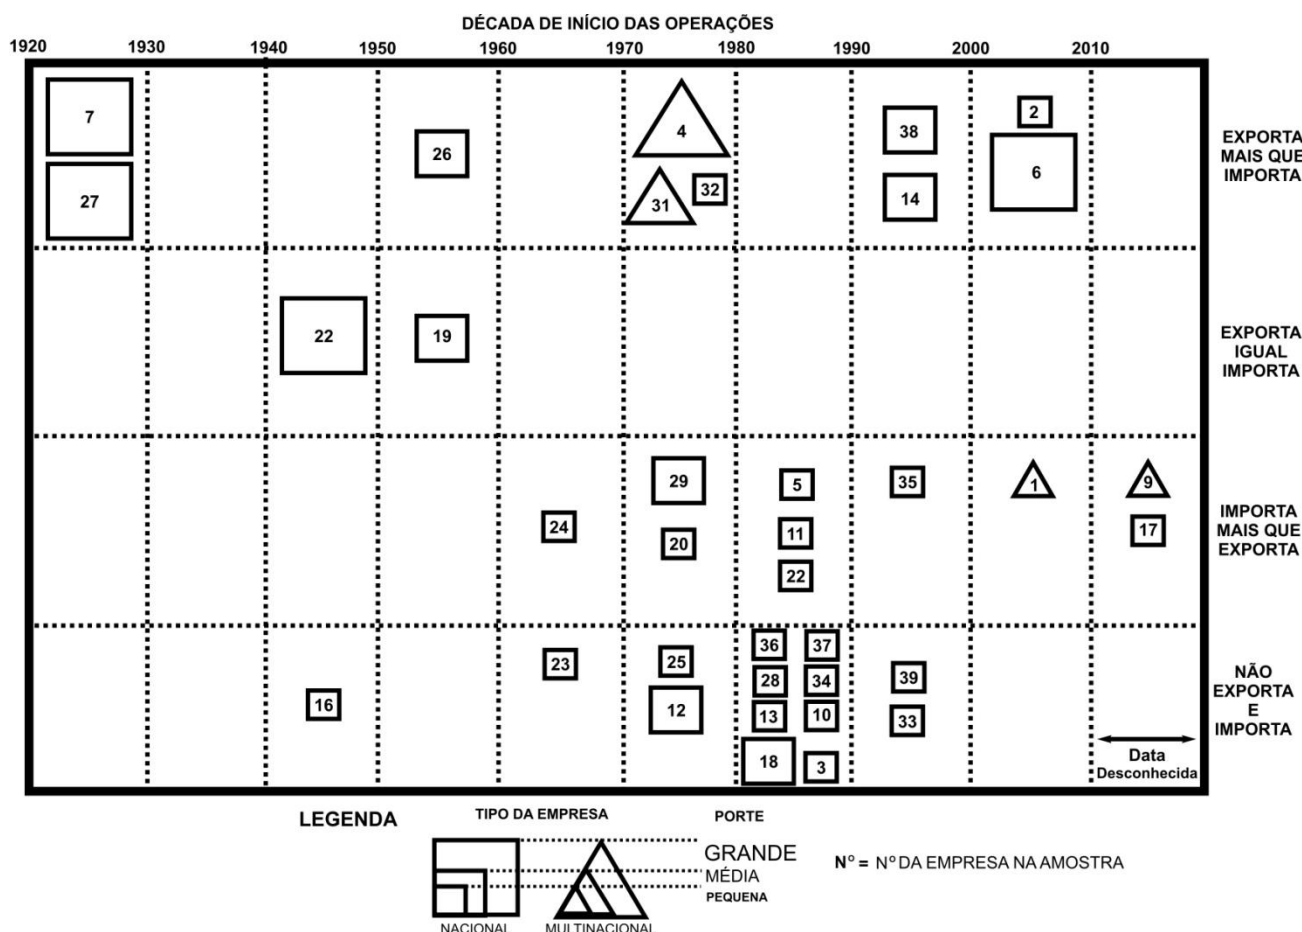 DÉCADA DE INÍCIO DAS OPERAÇÕES
1920 1930 1940 1950 1960 1970 1980 1990 2000 2010
7
27
26
4
31
32
38
14
2
6
EXPORTA
MAIS QUE
IMPORTA
22
19
EXPORTA
IGUAL
IMPORTA
24
29
20
5
11
22
35
1
9
17
IMPORTA
MAIS QUE
EXPORTA
16
23
25
12
36
37
28
34
13
10
18
3
39
33
NÃO
EXPORTA
E
IMPORTA
Data
Desconhecida
LEGENDA
TIPO DA EMPRESA
PORTE
GRANDE
MÉDIA
PEQUENA
NACIONAL
MULTINACIONAL
Nº = Nº DA EMPRESA NA AMOSTRA